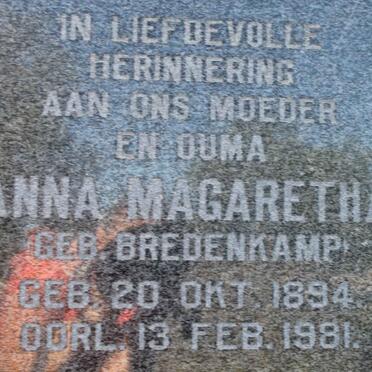 IN LIEFDEVOLLE
HERINNERING
AAN ONS MOEDER
EN OUMA
ANNA MAGARETHA
'GEB. BREDENKAMP'
GEB. 20 OKT. 1894.
OORL. 13 FEB. 1981.